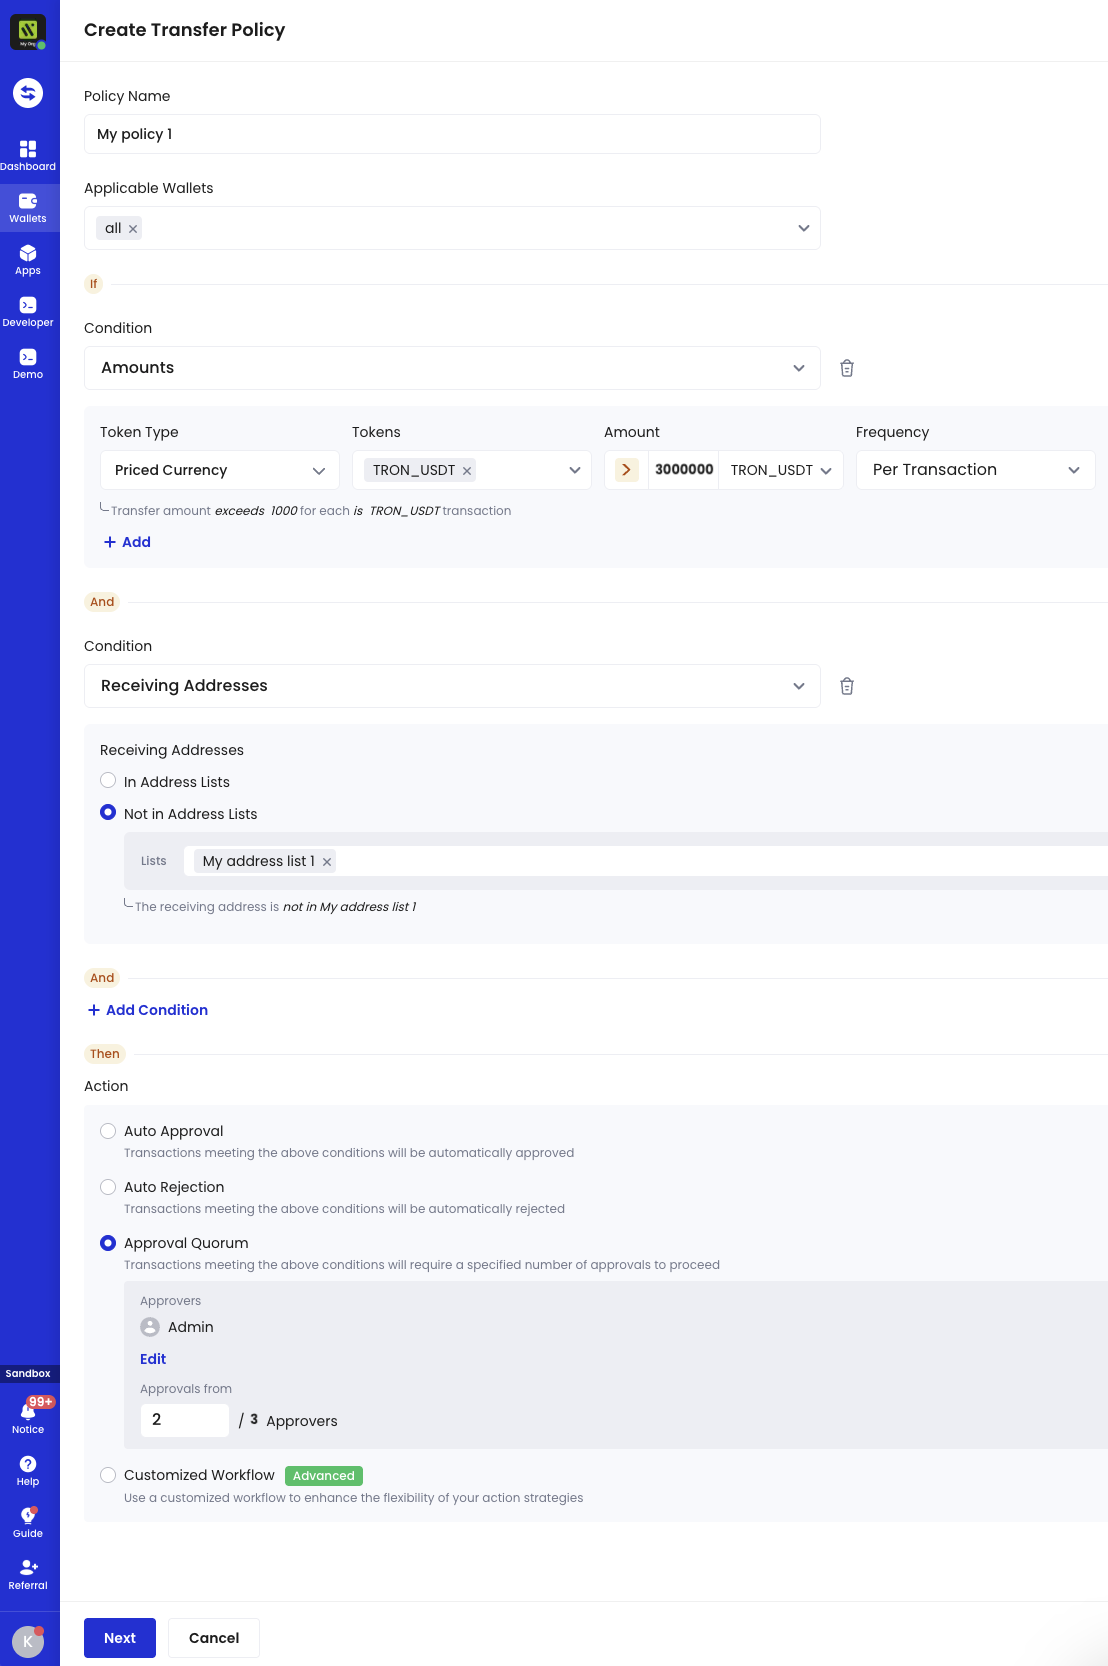 Create Transfer Policy
My Org
Policy Name
My policy 1
Applicable Wallets
all
If
Condition
Amounts
Token Type Tokens Amount Frequency
Priced Currency TRON_USDT > 3000000 TRON_USDT Per Transaction
Transfer amount exceeds 1000 for each is TRON_USDT transaction
+ Add
And
Condition
Receiving Addresses
Receiving Addresses
In Address Lists
Not in Address Lists
Lists My address list 1
The receiving address is not in My address list 1
And
+ Add Condition
Then
Action
Auto Approval
Transactions meeting the above conditions will be automatically approved
Auto Rejection
Transactions meeting the above conditions will be automatically rejected
Approval Quorum
Transactions meeting the above conditions will require a specified number of approvals to proceed
Approvers
Admin
Edit
Approvals from
2 / 3 Approvers
Customized Workflow Advanced
Use a customized workflow to enhance the flexibility of your action strategies
Next Cancel
Dashboard
Wallets
Apps
Developer
Demo
Sandbox
99+
Notice
Help
Guide
Referral
K